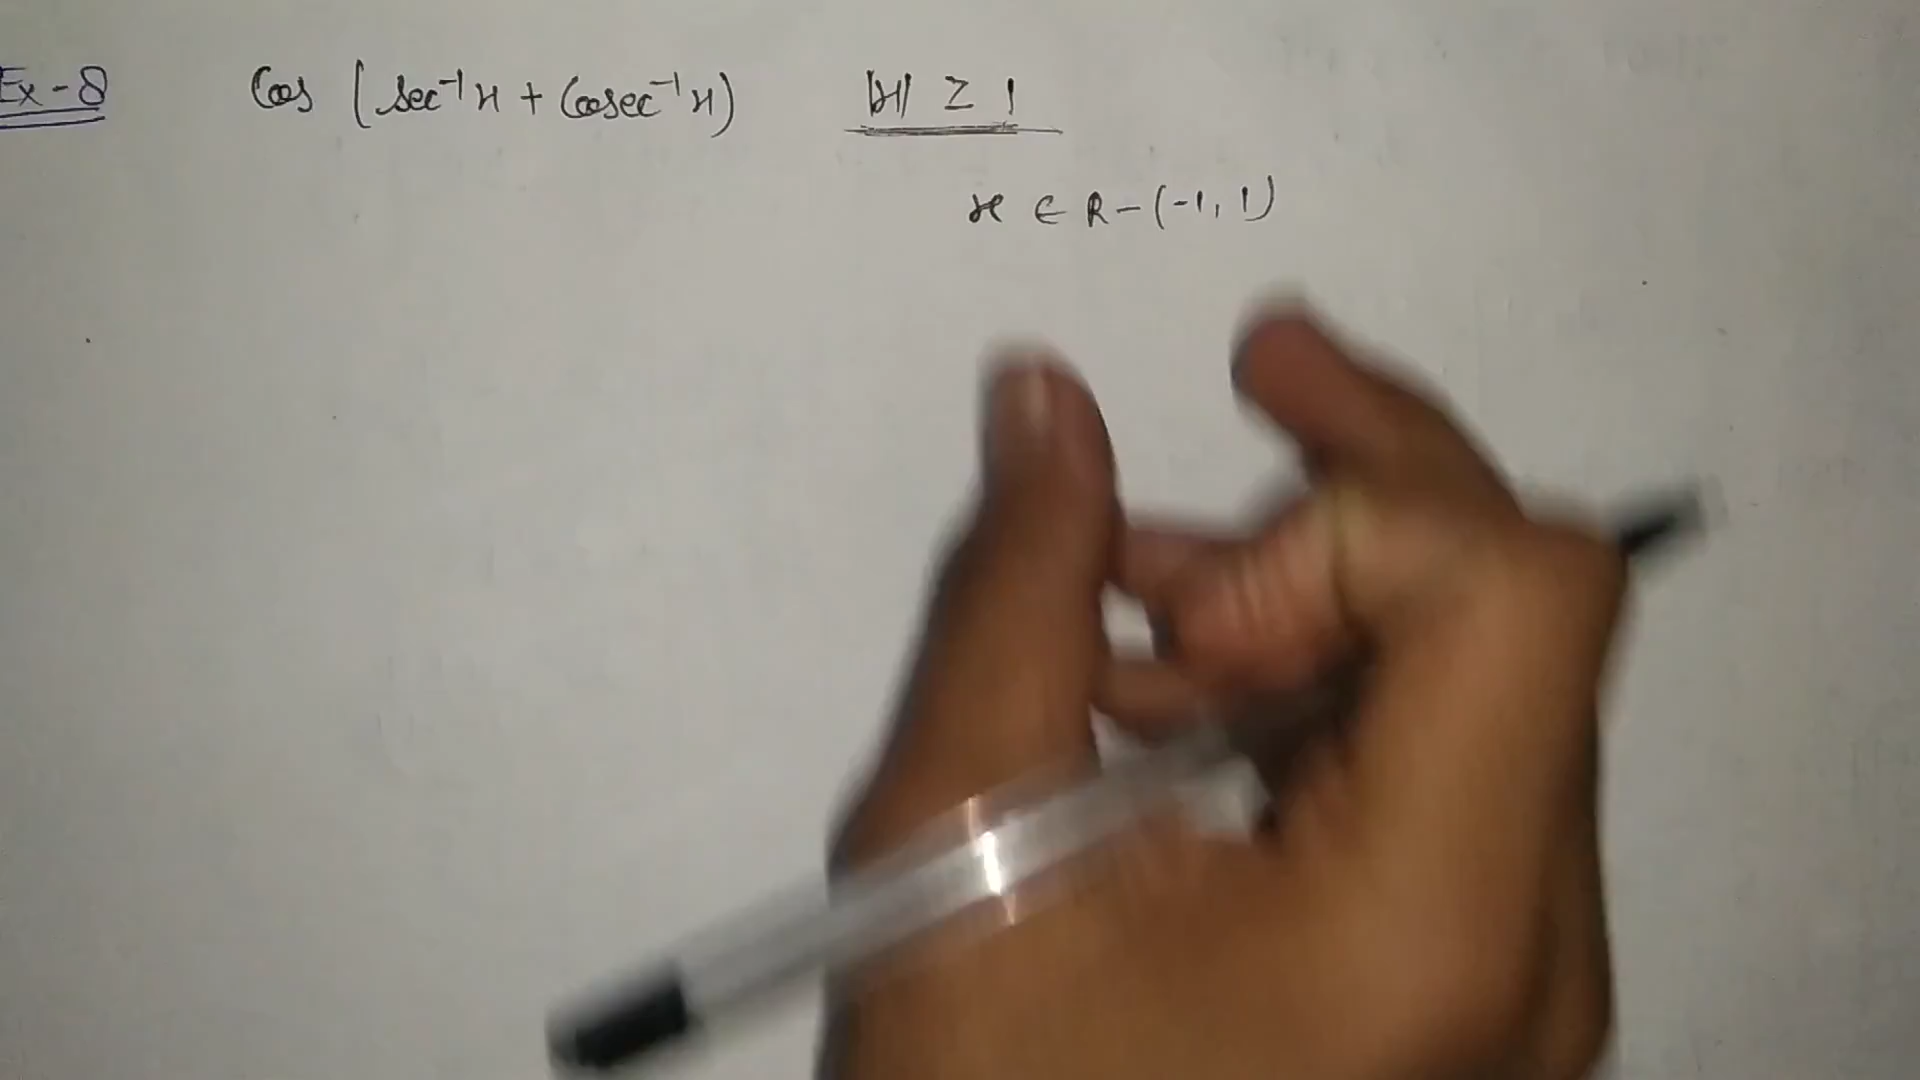 Ex-8 Cos (sec⁻¹x + Cosec⁻¹x) |x| ≥ 1
x ∈ R - (-1, 1)